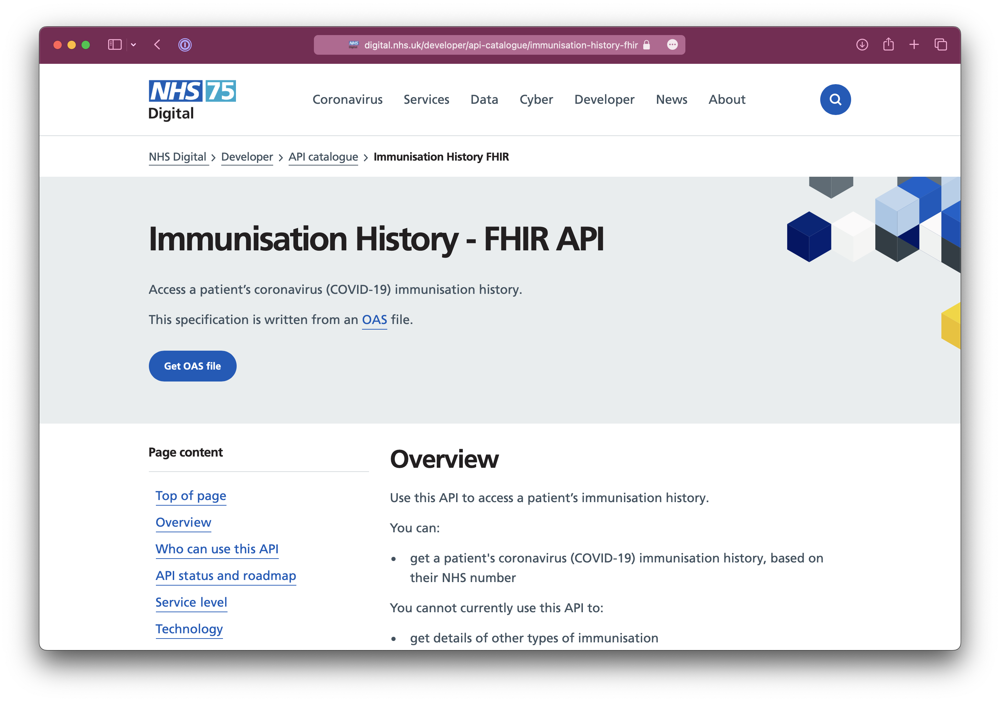 digital.nhs.uk/developer/api-catalogue/immunisation-history-fhir
NHS 75
Digital
Coronavirus Services Data Cyber Developer News About
NHS Digital > Developer > API catalogue > Immunisation History FHIR
Immunisation History - FHIR API
Access a patient’s coronavirus (COVID-19) immunisation history.
This specification is written from an OAS file.
Get OAS file
Page content
Top of page
Overview
Who can use this API
API status and roadmap
Service level
Technology
Overview
Use this API to access a patient’s immunisation history.
You can:
• get a patient's coronavirus (COVID-19) immunisation history, based on
their NHS number
You cannot currently use this API to:
• get details of other types of immunisation